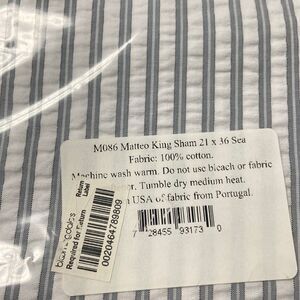 M086 Matteo King Sham 21 x 36 Sea
Fabric: 100% cotton.
Machine wash warm. Do not use bleach or fabric
Tumble dry medium heat.
USA of fabric from Portugal.
7 28455 93173 0
Return
Label
Required for Return
0020464789809